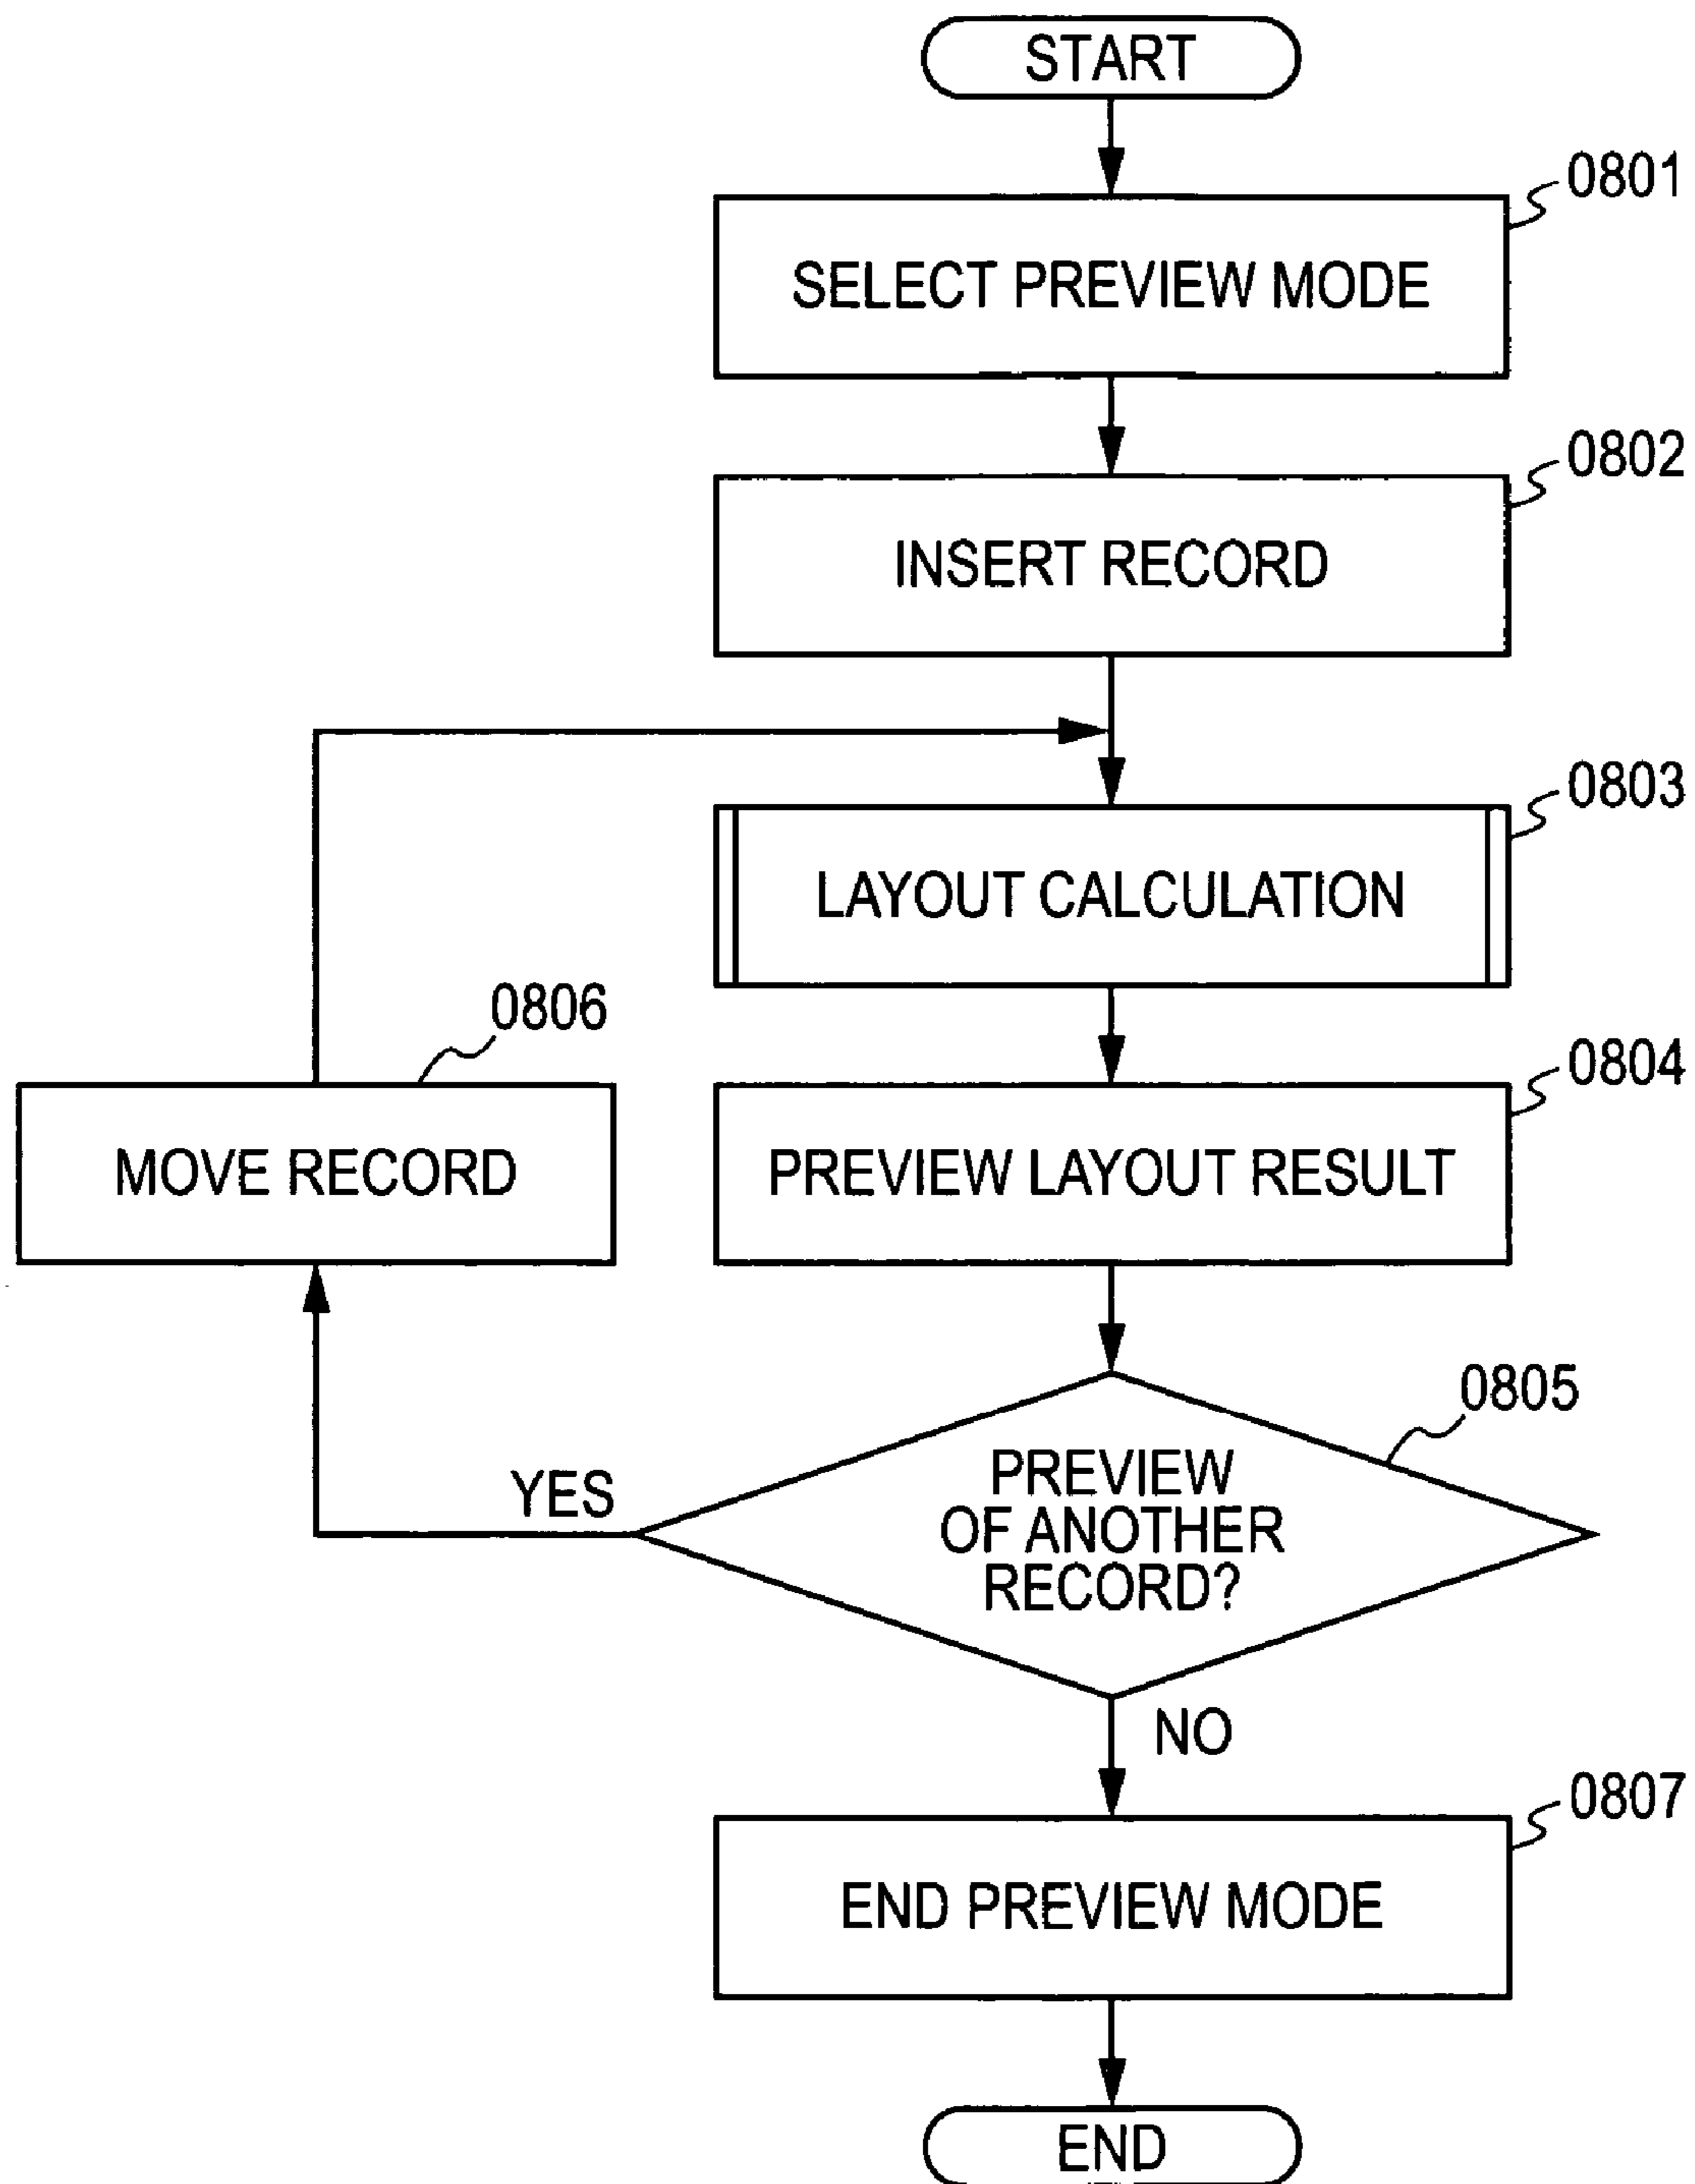 START
0801
SELECT PREVIEW MODE
0802
INSERT RECORD
0803
LAYOUT CALCULATION
0806
0804
MOVE RECORD
PREVIEW LAYOUT RESULT
0805
YES
PREVIEW
OF ANOTHER
RECORD?
NO
0807
END PREVIEW MODE
END